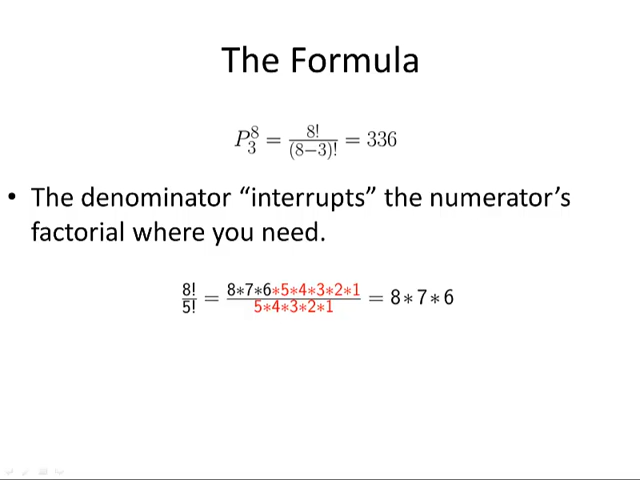 The Formula
P₃⁸ = 8!/(8−3)! = 336
• The denominator “interrupts” the numerator’s
factorial where you need.
8!/5! = 8∗7∗6∗5∗4∗3∗2∗1/5∗4∗3∗2∗1 = 8∗7∗6